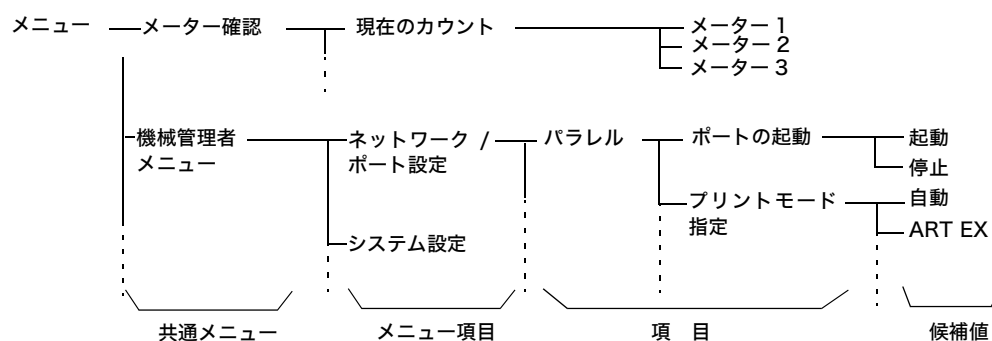 メニュー メーター確認 現在のカウント メーター1
メーター2
メーター3
機械管理者 ネットワーク / パラレル ポートの起動 起動
メニュー ポート設定 停止
プリントモード 自動
指定 ART EX
システム設定
共通メニュー メニュー項目 項 目 候補値